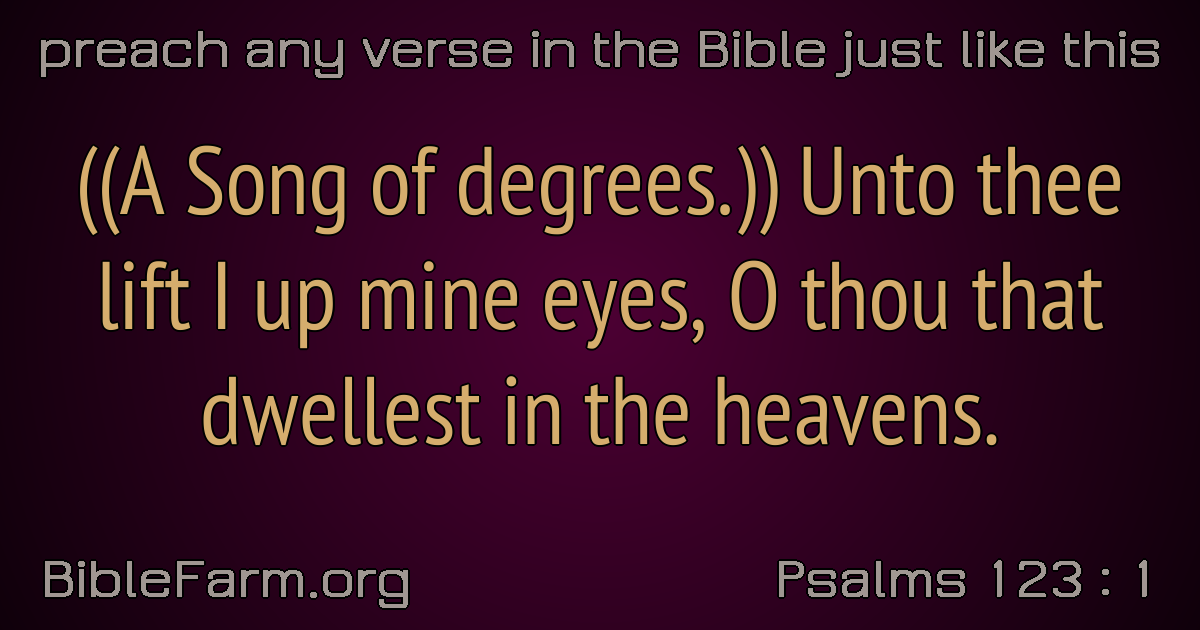 preach any verse in the Bible just like this
((A Song of degrees.)) Unto thee
lift I up mine eyes, O thou that
dwellest in the heavens.
BibleFarm.org
Psalms 123 : 1